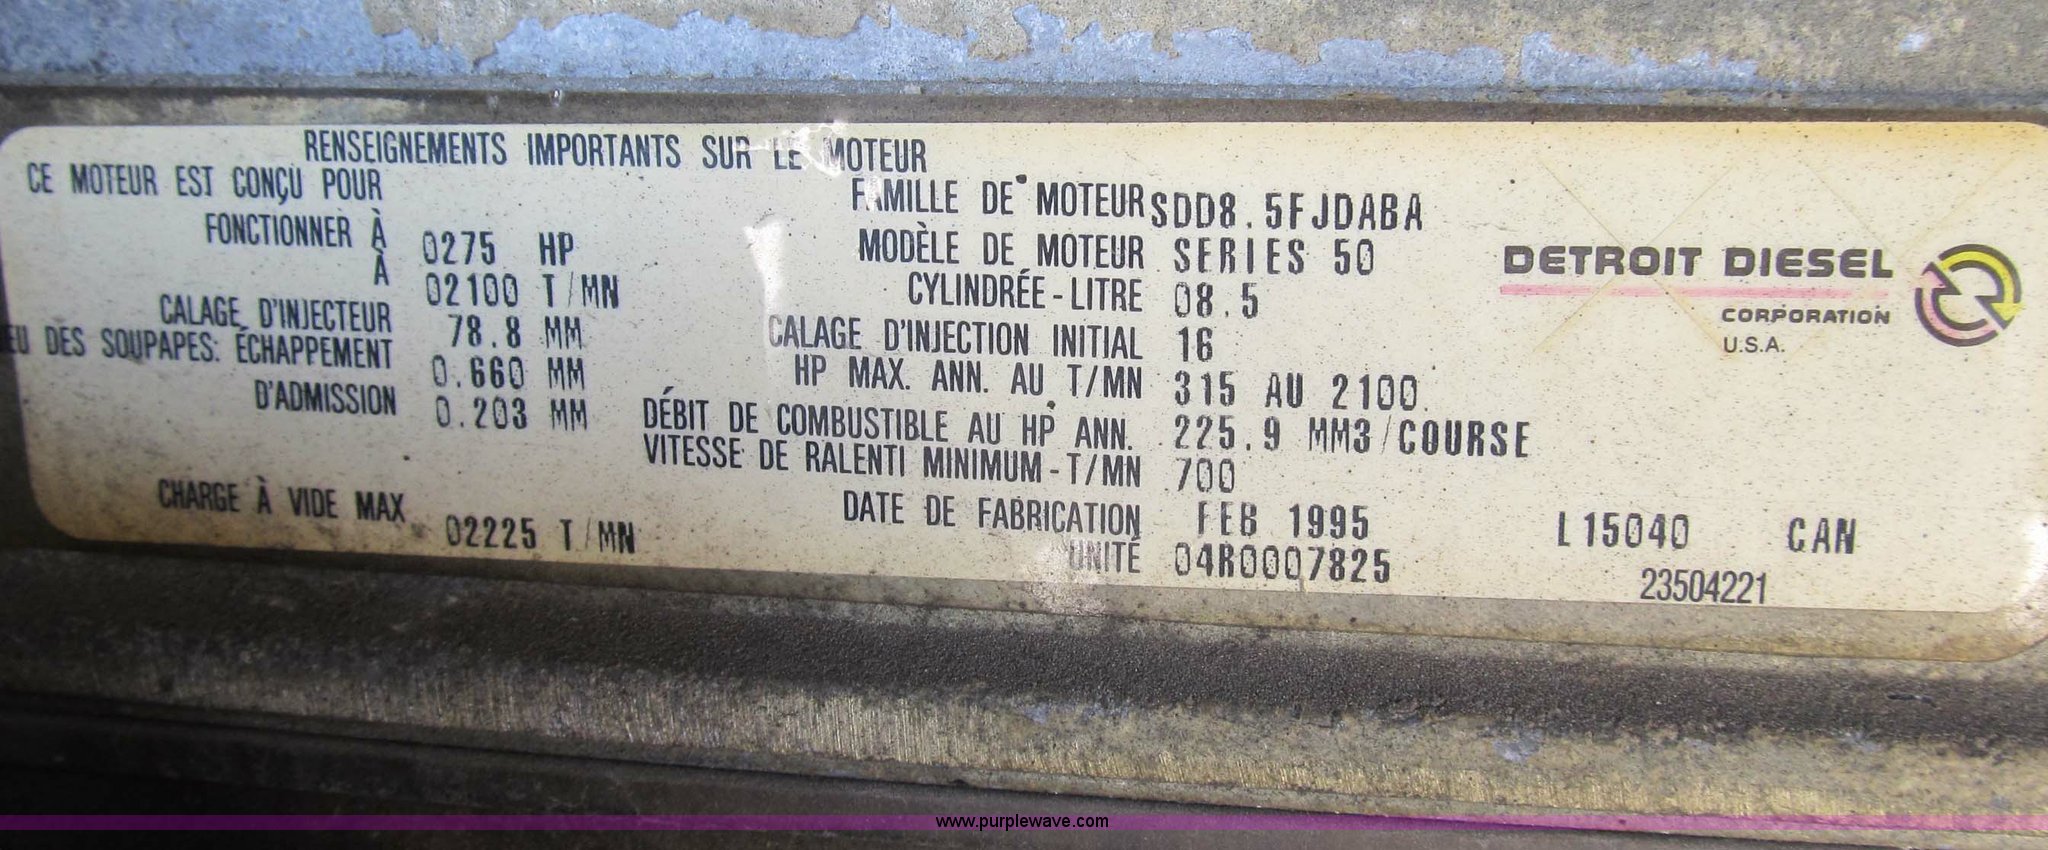 RENSEIGNEMENTS IMPORTANTS SUR LE MOTEUR
CE MOTEUR EST CONÇU POUR
FONCTIONNER À 0275 HP
À 02100 T/MN
CALAGE D'INJECTEUR 78.8 MM
EU DES SOUPAPES: ÉCHAPPEMENT 0.660 MM
D'ADMISSION 0.203 MM
CHARGE À VIDE MAX 02225 T/MN
FAMILLE DE MOTEUR SDD8.5FJDABA
MODÈLE DE MOTEUR SERIES 50
CYLINDRÉE-LITRE 08.5
CALAGE D'INJECTION INITIAL 16
HP MAX. ANN. AU T/MN 315 AU 2100
DÉBIT DE COMBUSTIBLE AU HP ANN. 225.9 MM3/COURSE
VITESSE DE RALENTI MINIMUM-T/MN 700
DATE DE FABRICATION FEB 1995 L15040 CAN
UNITÉ 04R0007825
23504221
DETROIT DIESEL
CORPORATION
U.S.A.
www.purplewave.com